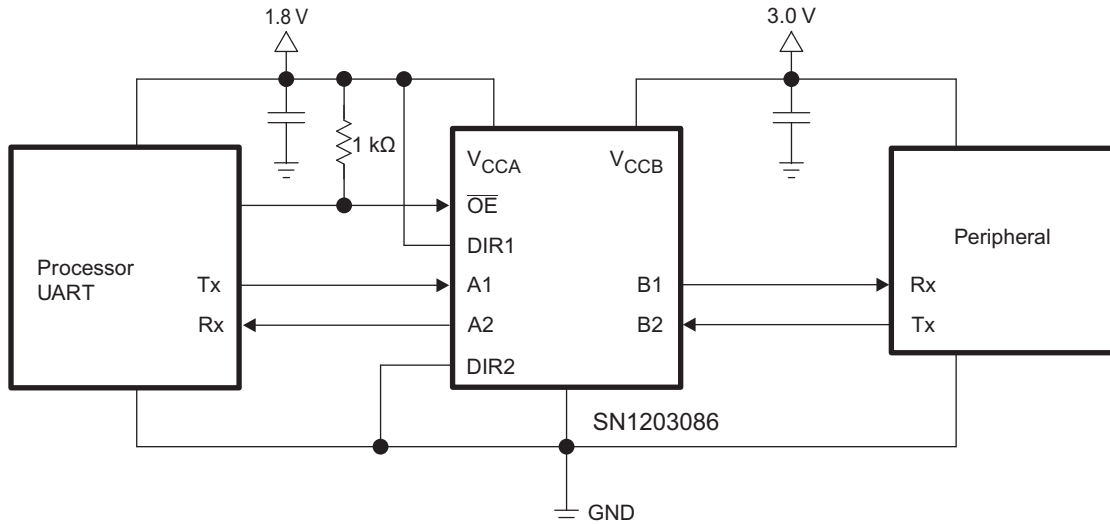 1.8 V
3.0 V
1 kΩ
VCCA
VCCB
OE
DIR1
A1
A2
DIR2
B1
B2
Processor
UART
Tx
Rx
Peripheral
Rx
Tx
SN1203086
GND